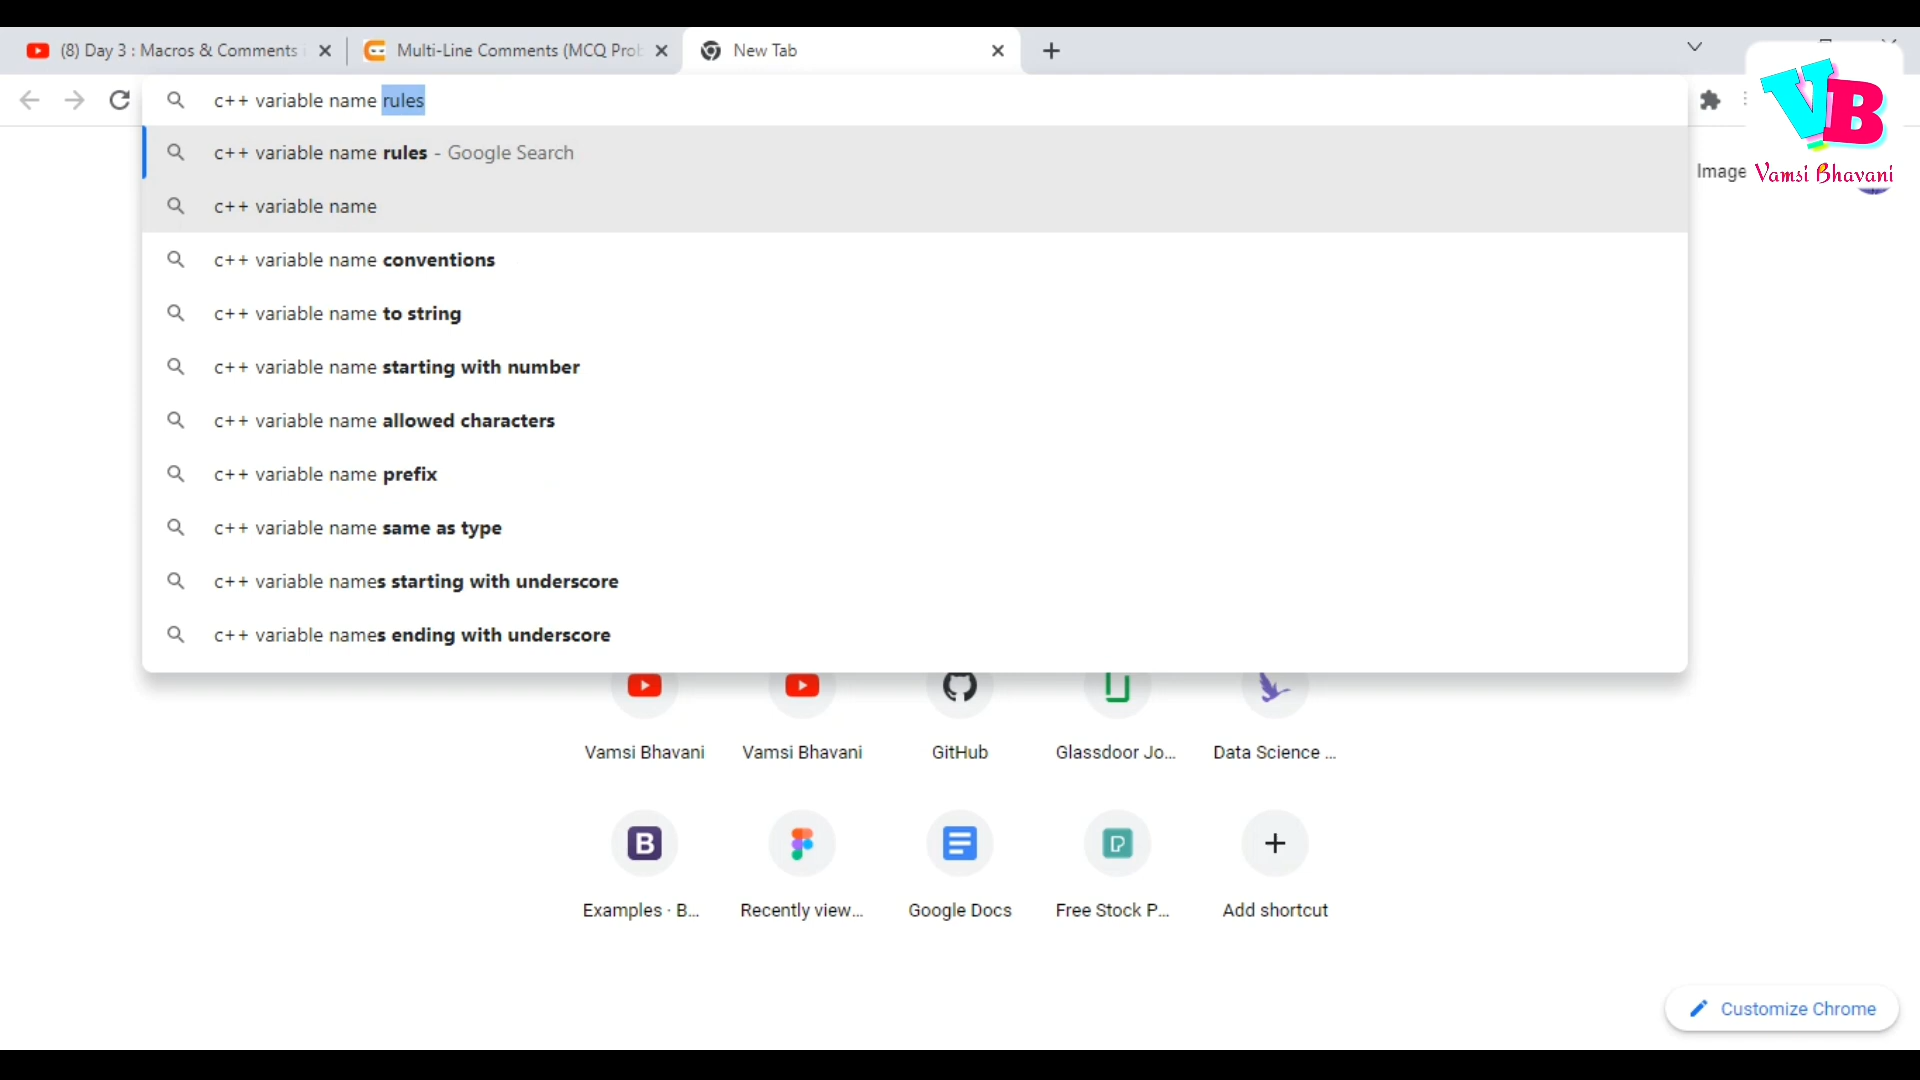 (8) Day 3 : Macros & Comments
Multi-Line Comments (MCQ Pro
New Tab
c++ variable name rules
c++ variable name rules - Google Search
c++ variable name
c++ variable name conventions
c++ variable name to string
c++ variable name starting with number
c++ variable name allowed characters
c++ variable name prefix
c++ variable name same as type
c++ variable names starting with underscore
c++ variable names ending with underscore
Image
VB
Vamsi Bhavani
Vamsi Bhavani
Vamsi Bhavani
GitHub
Glassdoor Jo...
Data Science ...
Examples · B...
Recently view...
Google Docs
Free Stock P...
Add shortcut
Customize Chrome